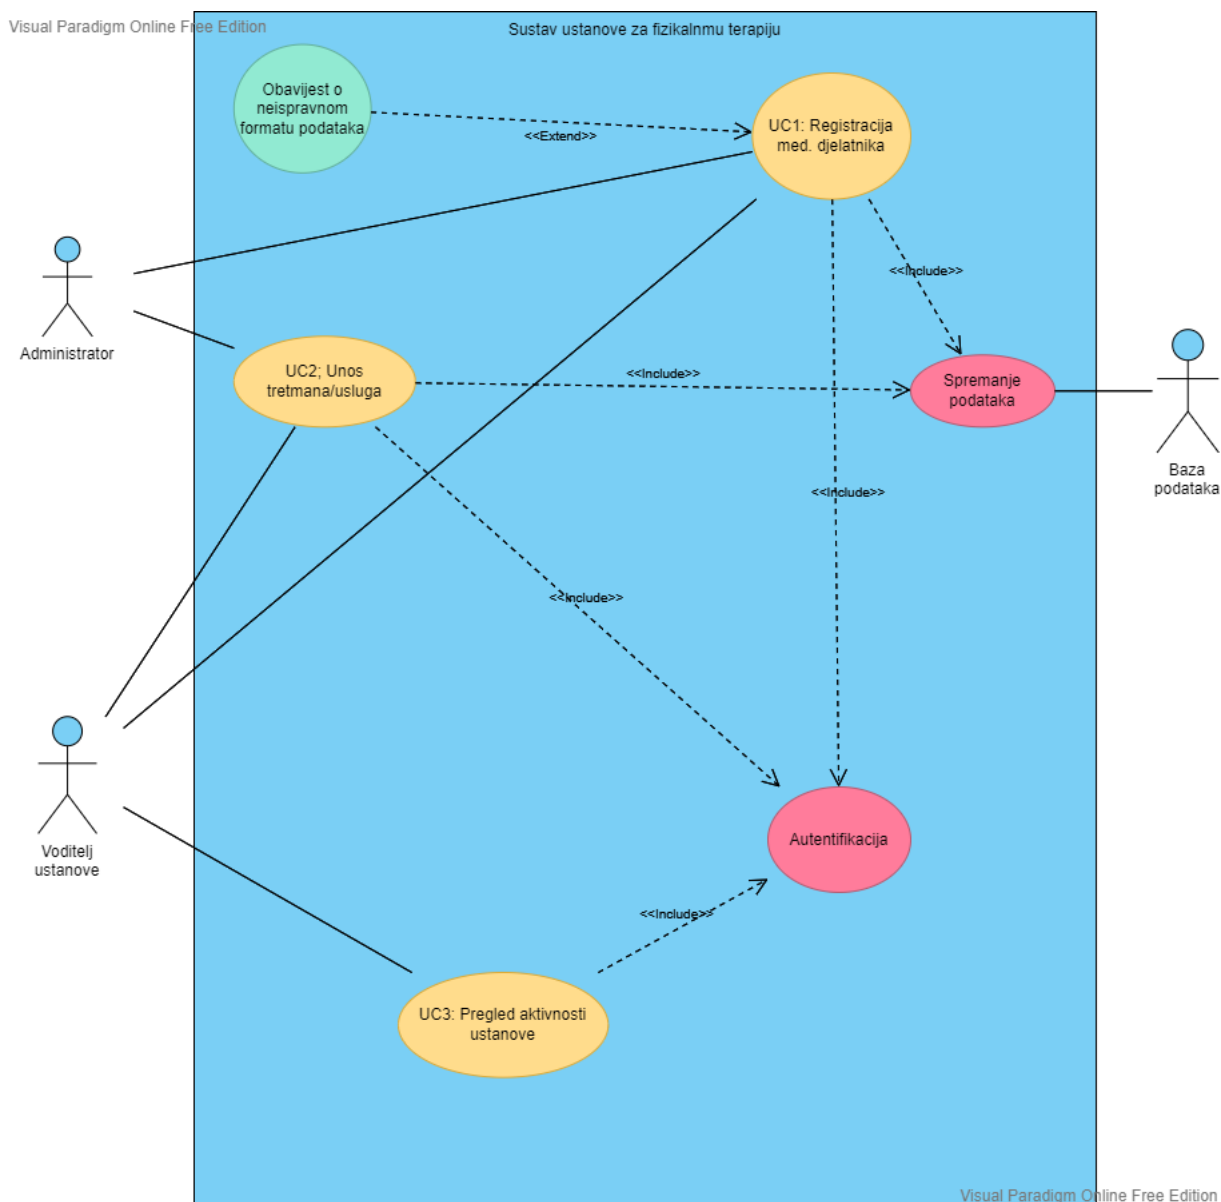 Visual Paradigm Online Free Edition
Sustav ustanove za fizikalnmu terapiju
Obavijest o
neispravnom
formatu podataka
<<Extend>>
UC1: Registracija
med. djelatnika
<<Include>>
Administrator
UC2; Unos
tretmana/usluga
<<Include>>
Spremanje
podataka
Baza
podataka
<<Include>>
<<Include>>
Voditelj
ustanove
Autentifikacija
<<Include>>
UC3: Pregled aktivnosti
ustanove
Visual Paradigm Online Free Edition